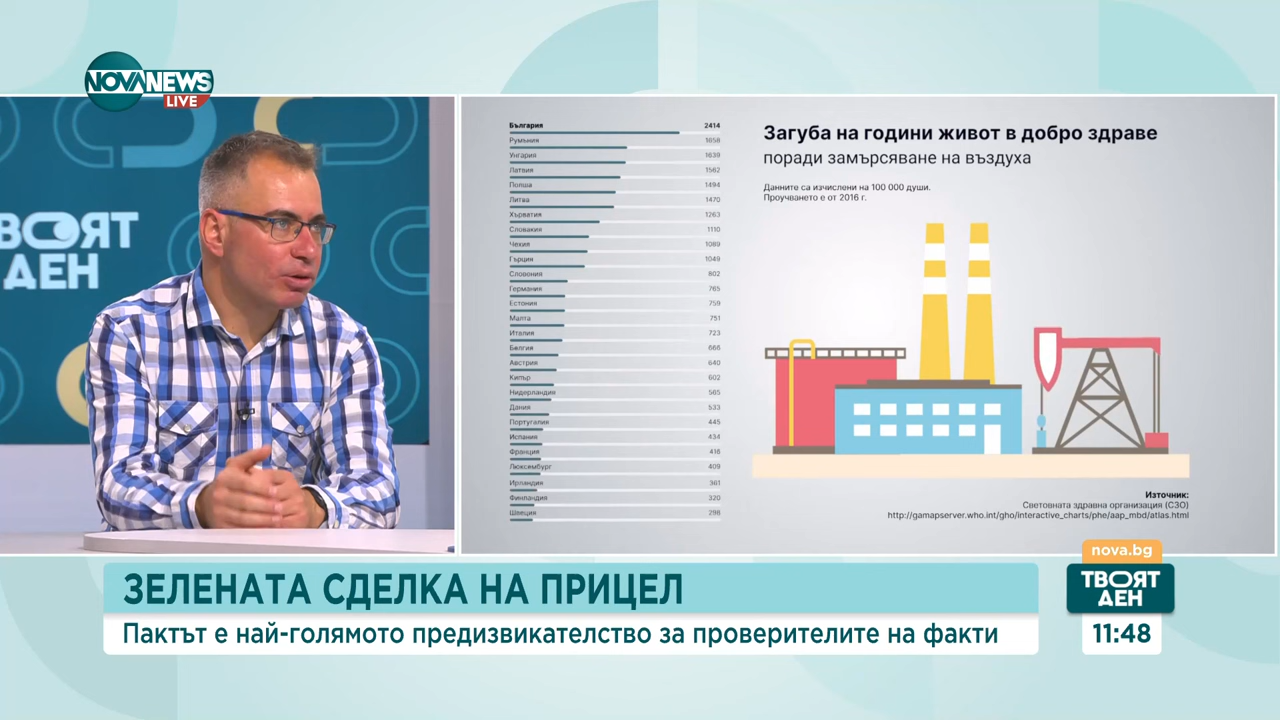 NOVANEWS
LIVE
ВОЯТ
ДЕН
България 2414
Румъния 1658
Унгария 1639
Латвия 1562
Полша 1494
Литва 1470
Хърватия 1263
Словакия 1110
Чехия 1089
Гърция 1049
Словения 802
Германия 765
Естония 759
Малта 751
Италия 723
Белгия 666
Австрия 640
Кипър 602
Нидерландия 565
Дания 533
Португалия 445
Испания 434
Франция 416
Люксембург 409
Ирландия 361
Финландия 320
Швеция 298
Загуба на години живот в добро здраве
поради замърсяване на въздуха
Данните са изчислени на 100 000 души.
Проучването е от 2016 г.
Източник:
Световната здравна организация (СЗО)
http://gamapserver.who.int/gho/interactive_charts/phe/aap_mbd/atlas.html
ЗЕЛЕНАТА СДЕЛКА НА ПРИЦЕЛ
Пактът е най-голямото предизвикателство за проверителите на факти
nova.bg
ТВОЯТ
ДЕН
11:48